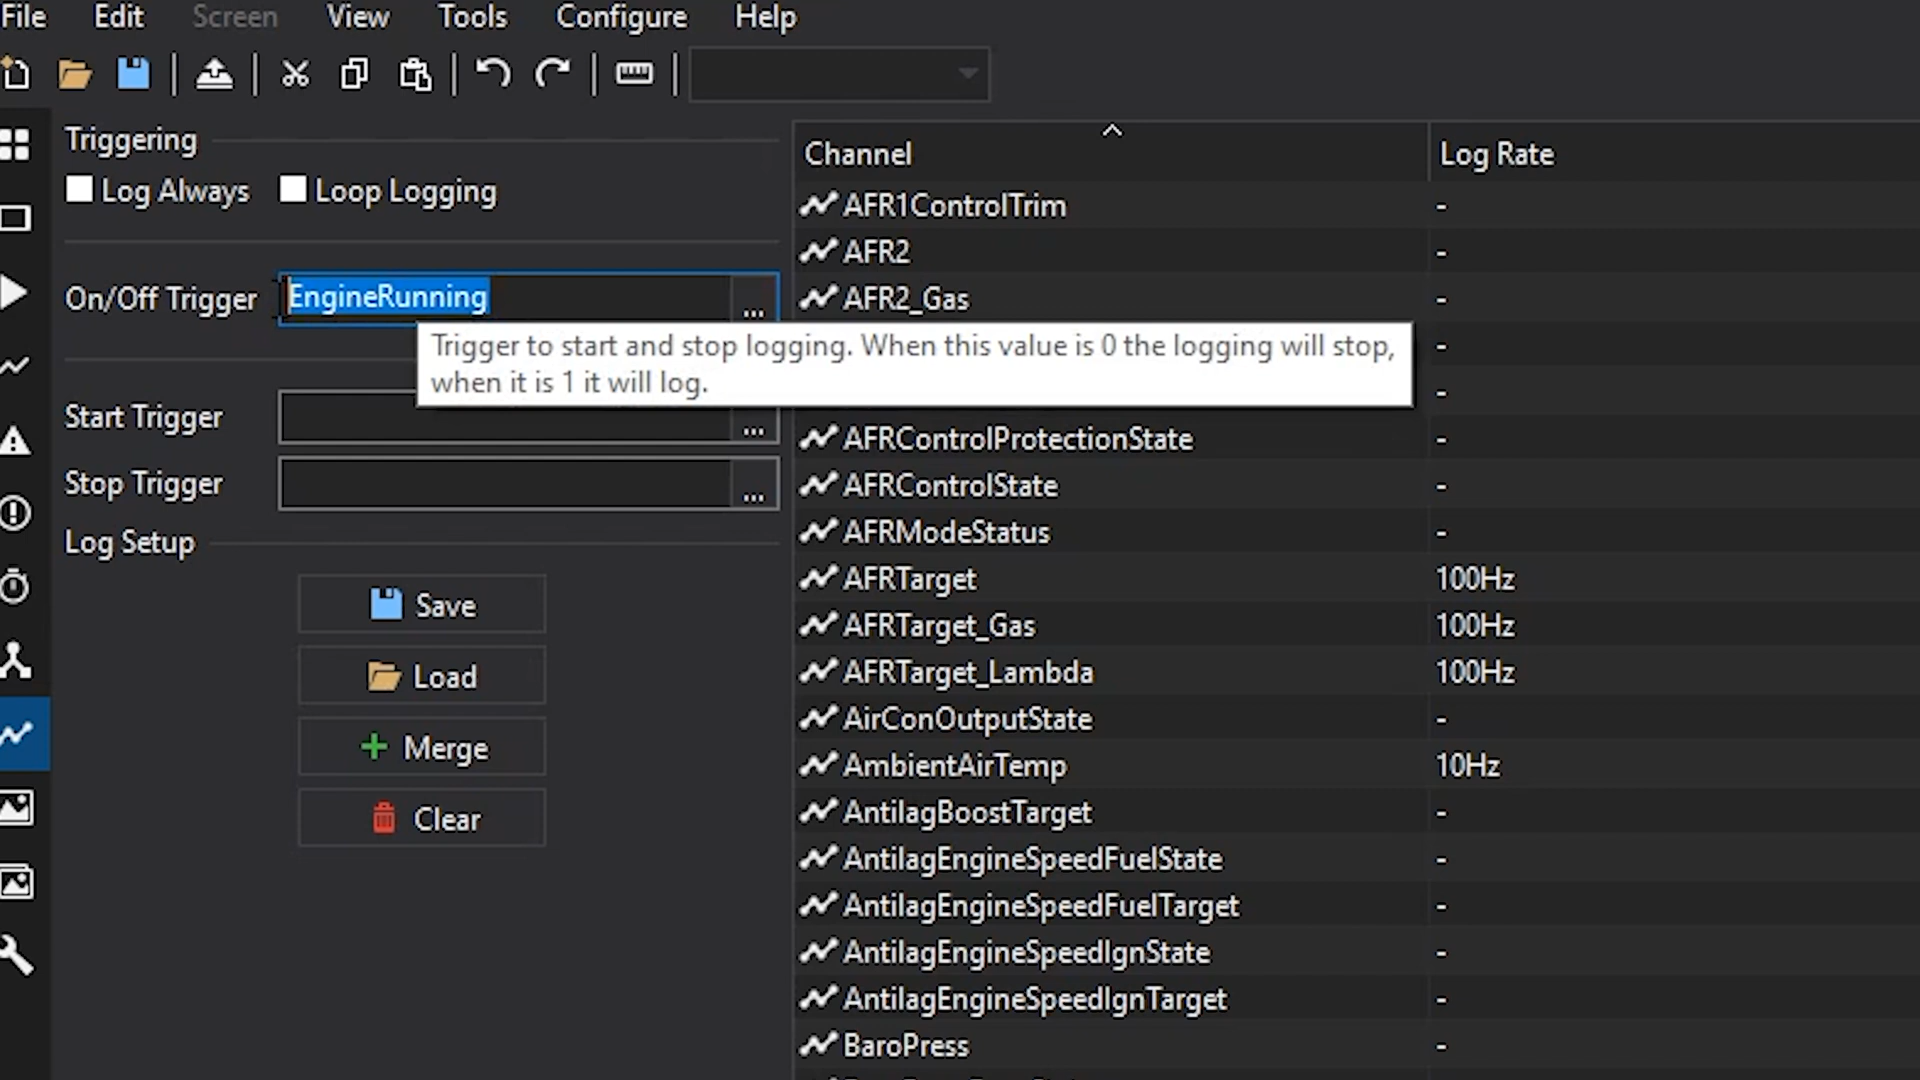 File Edit Screen View Tools Configure Help
Triggering
Log Always Loop Logging
On/Off Trigger EngineRunning ...
Trigger to start and stop logging. When this value is 0 the logging will stop,
when it is 1 it will log.
Start Trigger ...
Stop Trigger ...
Log Setup
Save
Load
Merge
Clear
Channel Log Rate
AFR1ControlTrim -
AFR2 -
AFR2_Gas -
-
-
AFRControlProtectionState -
AFRControlState -
AFRModeStatus -
AFRTarget 100Hz
AFRTarget_Gas 100Hz
AFRTarget_Lambda 100Hz
AirConOutputState -
AmbientAirTemp 10Hz
AntilagBoostTarget -
AntilagEngineSpeedFuelState -
AntilagEngineSpeedFuelTarget -
AntilagEngineSpeedIgnState -
AntilagEngineSpeedIgnTarget -
BaroPress -